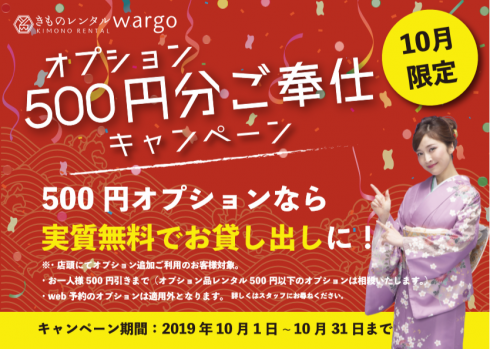 きものレンタル wargo
KIMONO RENTAL
10月
限定
オプション
500円分ご奉仕
キャンペーン
500円オプションなら
実質無料でお貸し出しに！
※・店頭にてオプション追加ご利用のお客様対象。
・お一人様500円引きまで（オプション品レンタル500円以下のオプションは相殺いたします。）
・web予約のオプションは適用外となります。 詳しくはスタッフにお尋ねください。
キャンペーン期間：2019年10月1日~10月31日まで